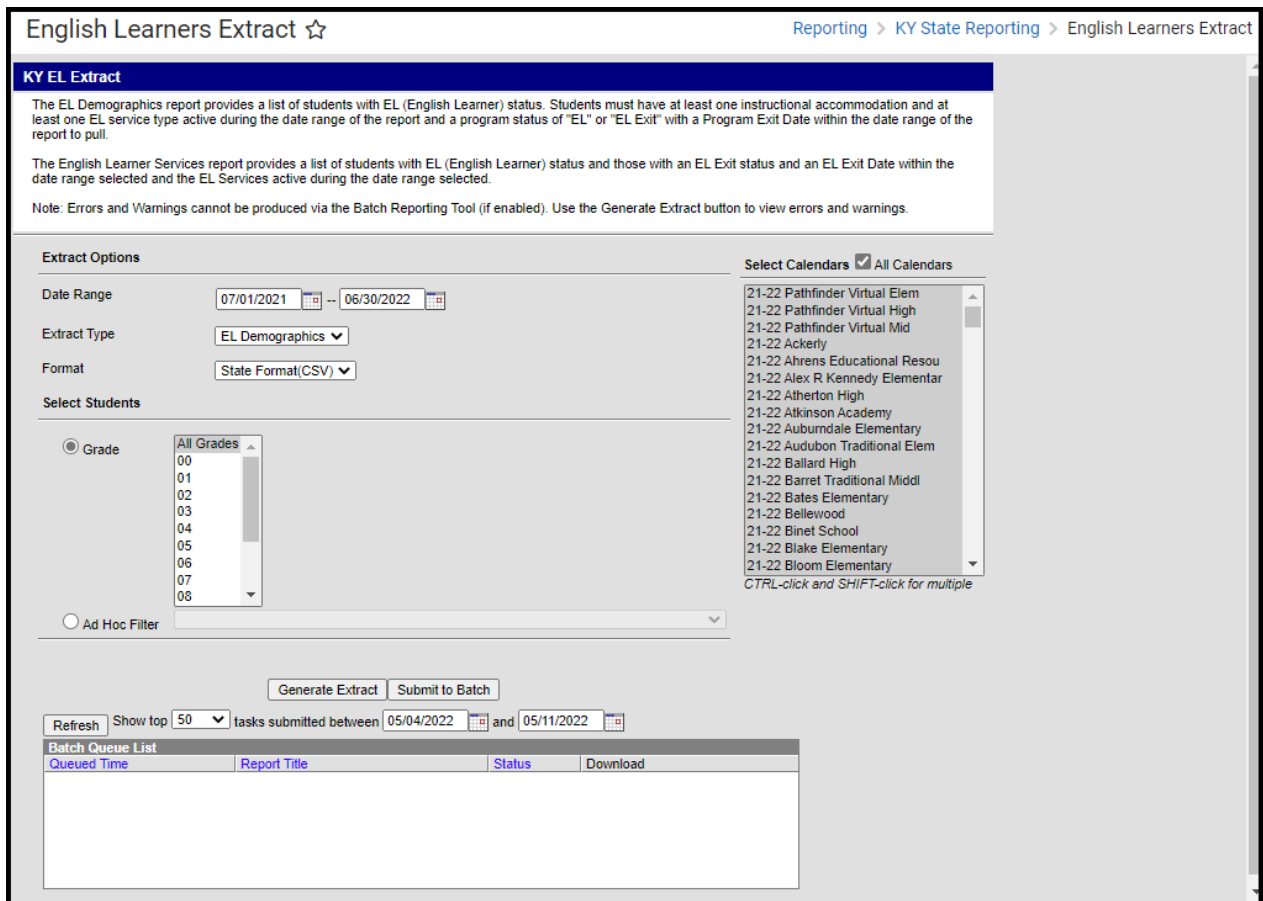 English Learners Extract ☆
Reporting > KY State Reporting > English Learners Extract
KY EL Extract
The EL Demographics report provides a list of students with EL (English Learner) status. Students must have at least one instructional accommodation and at
least one EL service type active during the date range of the report and a program status of "EL" or "EL Exit" with a Program Exit Date within the date range of the
report to pull.
The English Learner Services report provides a list of students with EL (English Learner) status and those with an EL Exit status and an EL Exit Date within the
date range selected and the EL Services active during the date range selected.
Note: Errors and Warnings cannot be produced via the Batch Reporting Tool (if enabled). Use the Generate Extract button to view errors and warnings.
Extract Options
Date Range 07/01/2021 -- 06/30/2022
Extract Type EL Demographics
Format State Format(CSV)
Select Students
Grade
All Grades
00
01
02
03
04
05
06
07
08
Ad Hoc Filter
Select Calendars All Calendars
21-22 Pathfinder Virtual Elem
21-22 Pathfinder Virtual High
21-22 Pathfinder Virtual Mid
21-22 Ackerly
21-22 Ahrens Educational Resou
21-22 Alex R Kennedy Elementar
21-22 Atherton High
21-22 Atkinson Academy
21-22 Auburndale Elementary
21-22 Audubon Traditional Elem
21-22 Ballard High
21-22 Barret Traditional Middl
21-22 Bates Elementary
21-22 Bellewood
21-22 Binet School
21-22 Blake Elementary
21-22 Bloom Elementary
CTRL-click and SHIFT-click for multiple
Generate Extract Submit to Batch
Refresh Show top 50 tasks submitted between 05/04/2022 and 05/11/2022
Batch Queue List
Queued Time Report Title Status Download